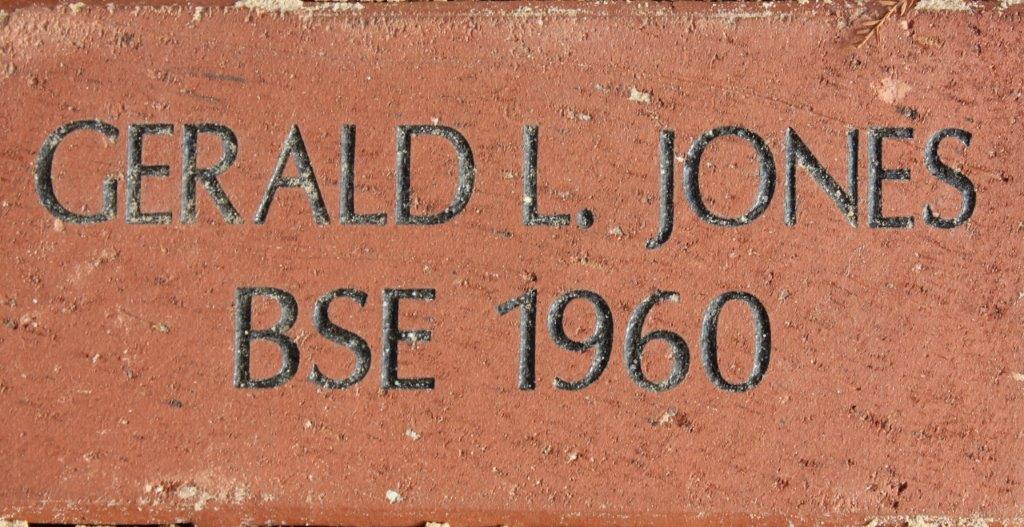 GERALD L. JONES
BSE 1960